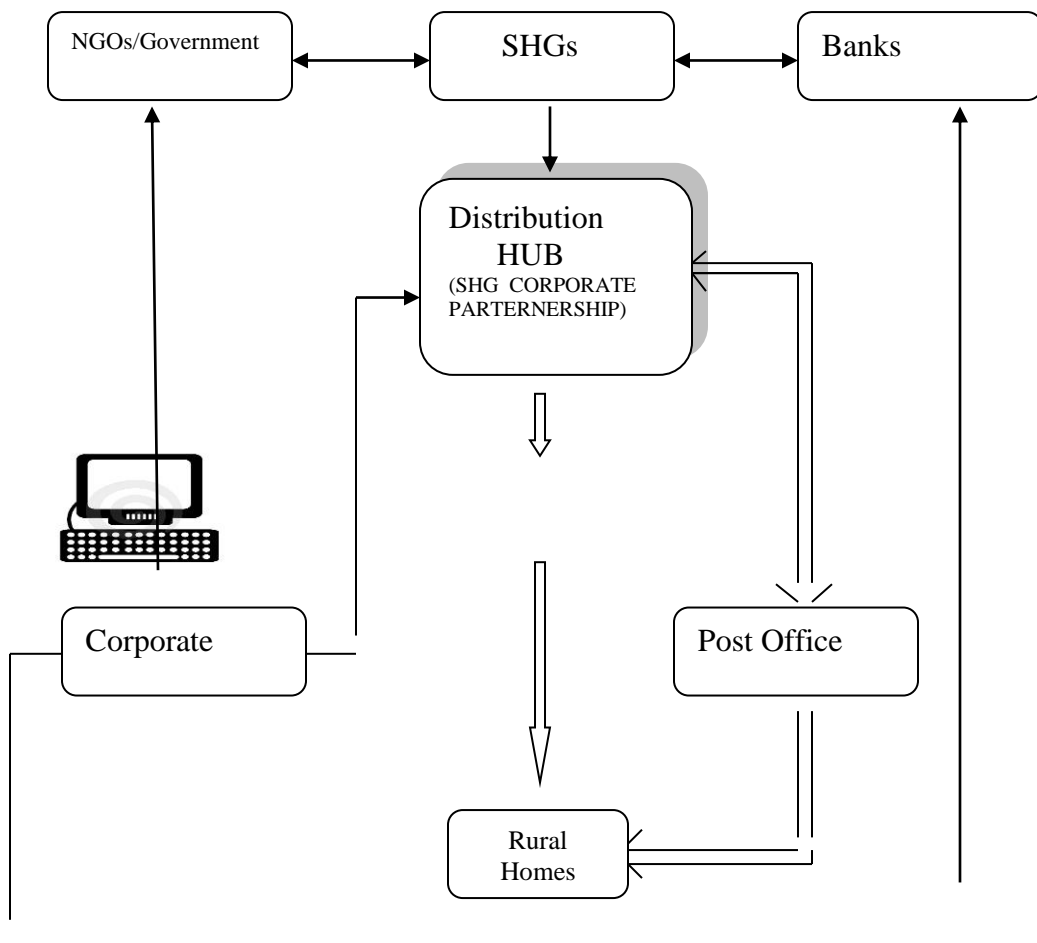 NGOs/Government
SHGs
Banks
Distribution
HUB
(SHG CORPORATE
PARTERNERSHIP)
Corporate
Post Office
Rural
Homes